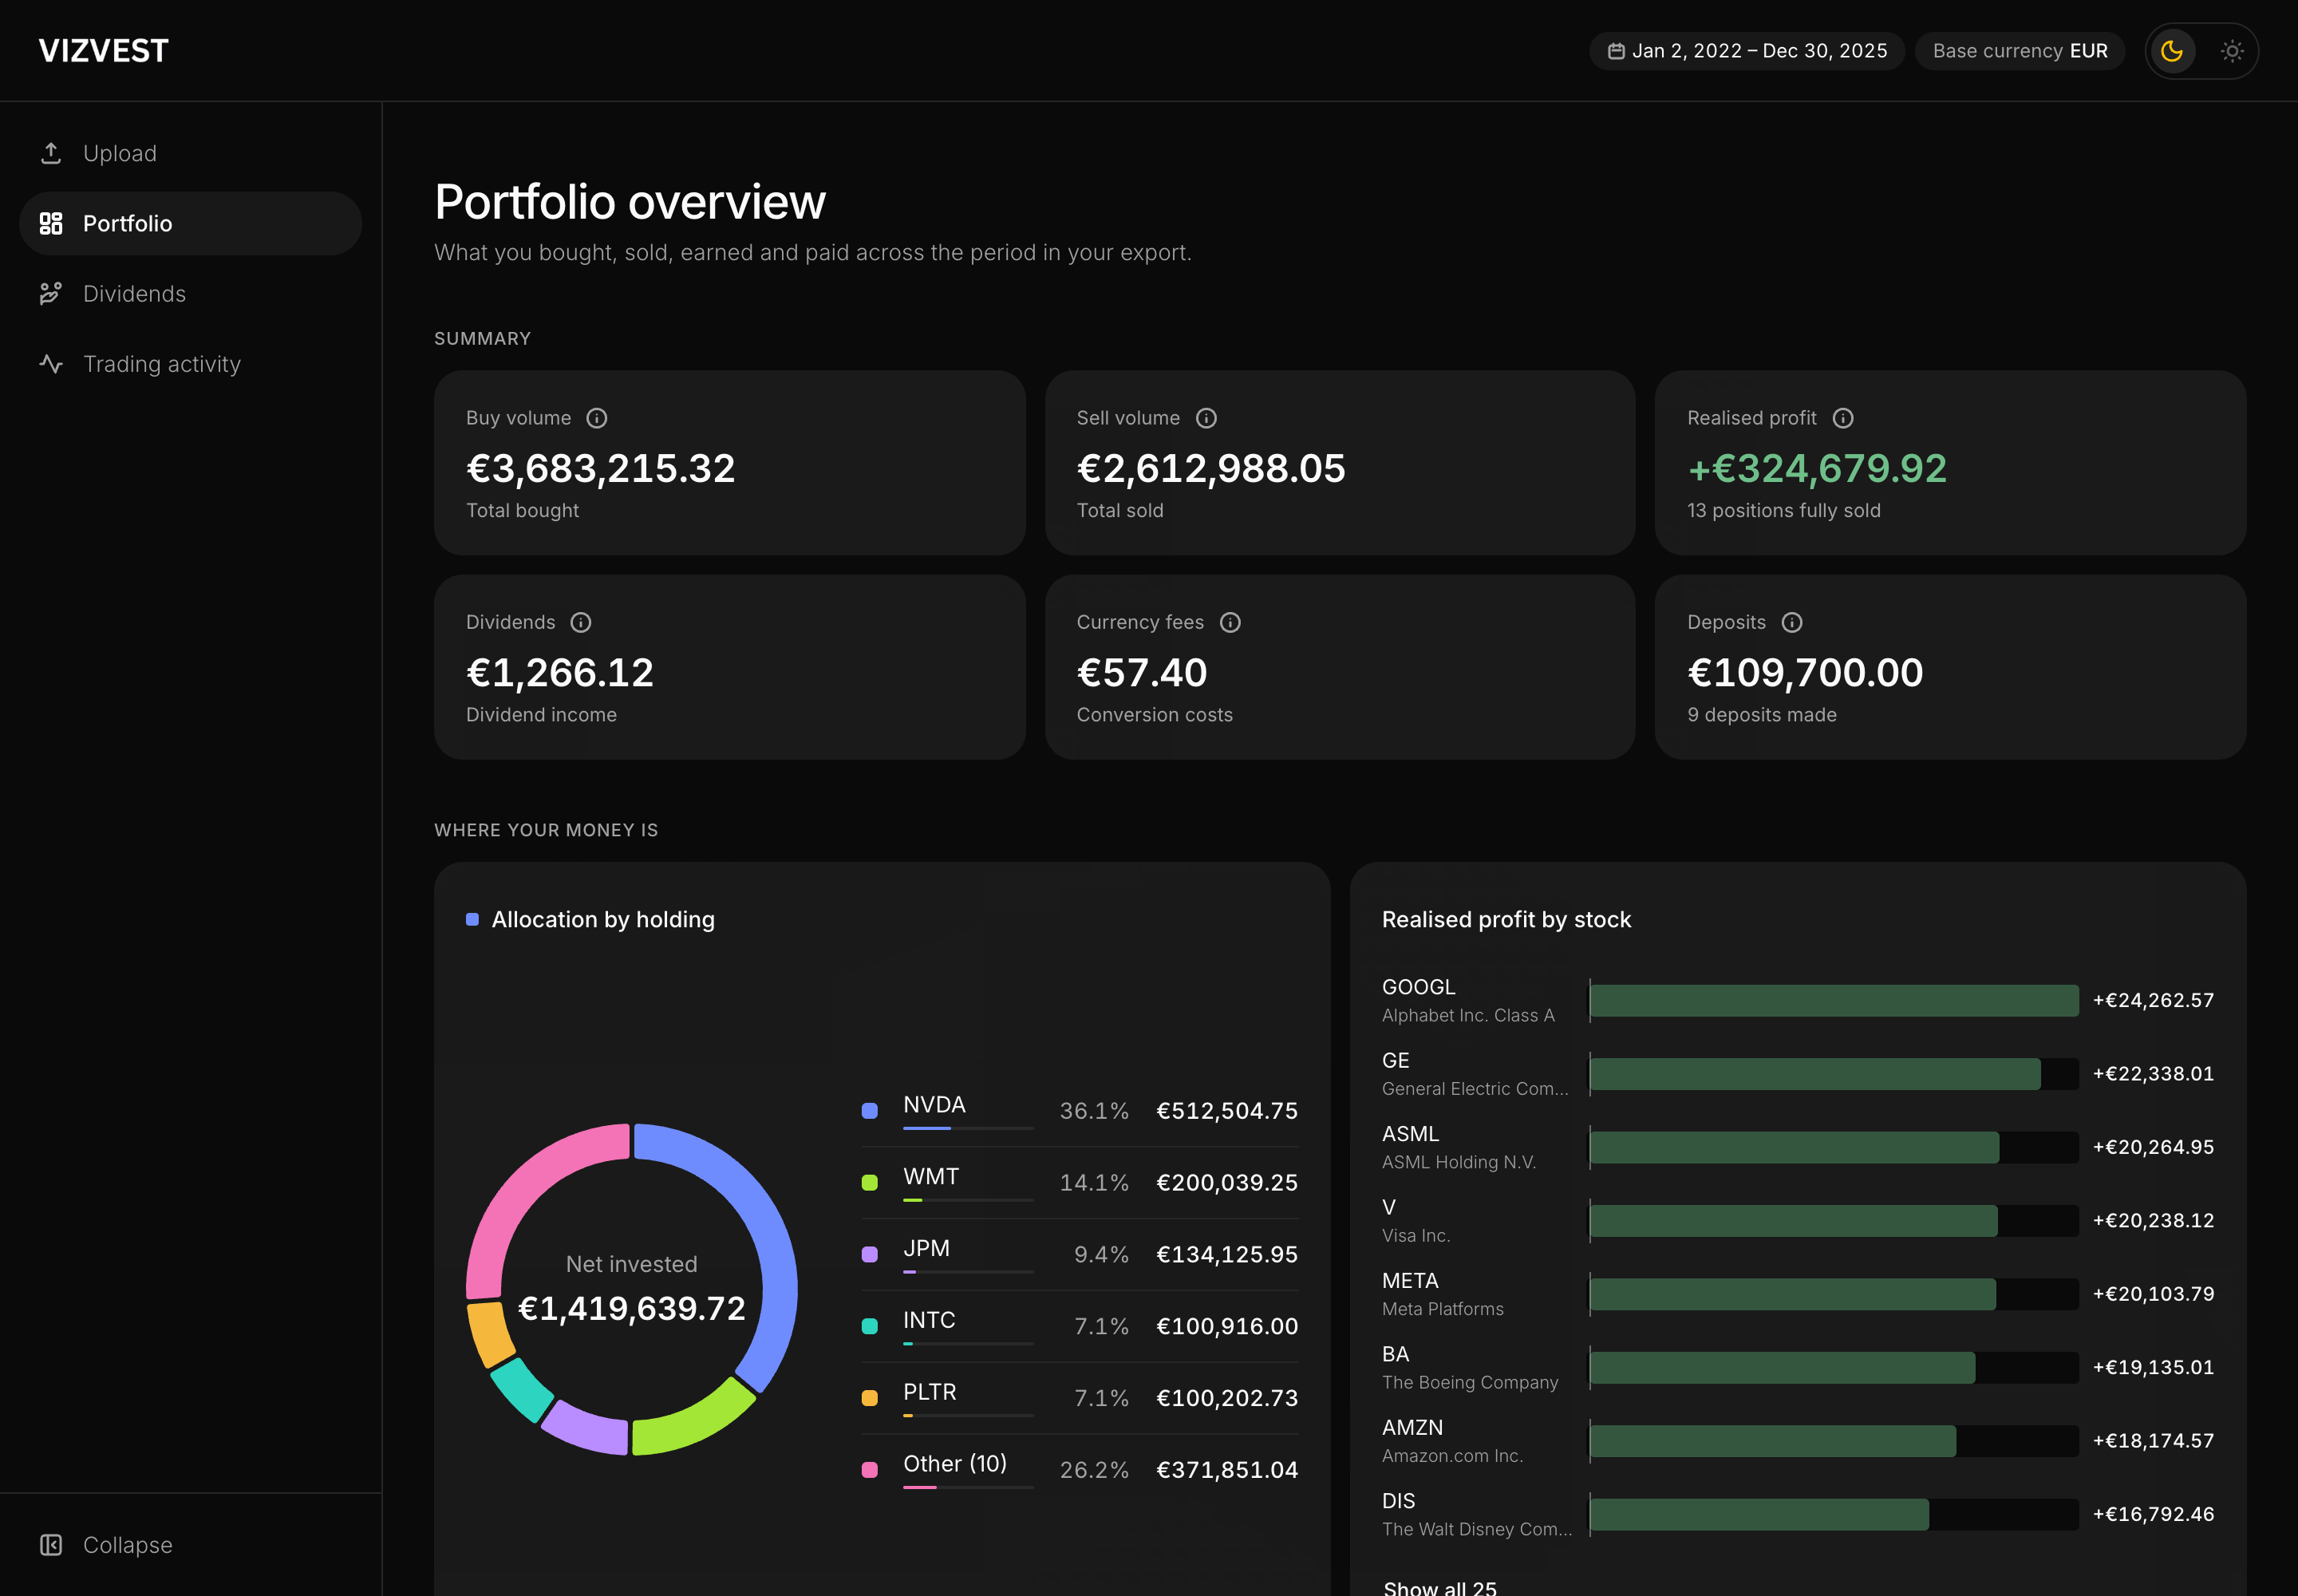 VIZVEST
Jan 2, 2022 – Dec 30, 2025
Base currency EUR
Upload
Portfolio
Dividends
Trading activity
Collapse
Portfolio overview
What you bought, sold, earned and paid across the period in your export.
SUMMARY
Buy volume
€3,683,215.32
Total bought
Sell volume
€2,612,988.05
Total sold
Realised profit
+€324,679.92
13 positions fully sold
Dividends
€1,266.12
Dividend income
Currency fees
€57.40
Conversion costs
Deposits
€109,700.00
9 deposits made
WHERE YOUR MONEY IS
Allocation by holding
Net invested
€1,419,639.72
NVDA 36.1% €512,504.75
WMT 14.1% €200,039.25
JPM 9.4% €134,125.95
INTC 7.1% €100,916.00
PLTR 7.1% €100,202.73
Other (10) 26.2% €371,851.04
Realised profit by stock
GOOGL
Alphabet Inc. Class A
+€24,262.57
GE
General Electric Com...
+€22,338.01
ASML
ASML Holding N.V.
+€20,264.95
V
Visa Inc.
+€20,238.12
META
Meta Platforms
+€20,103.79
BA
The Boeing Company
+€19,135.01
AMZN
Amazon.com Inc.
+€18,174.57
DIS
The Walt Disney Com...
+€16,792.46
Show all 25